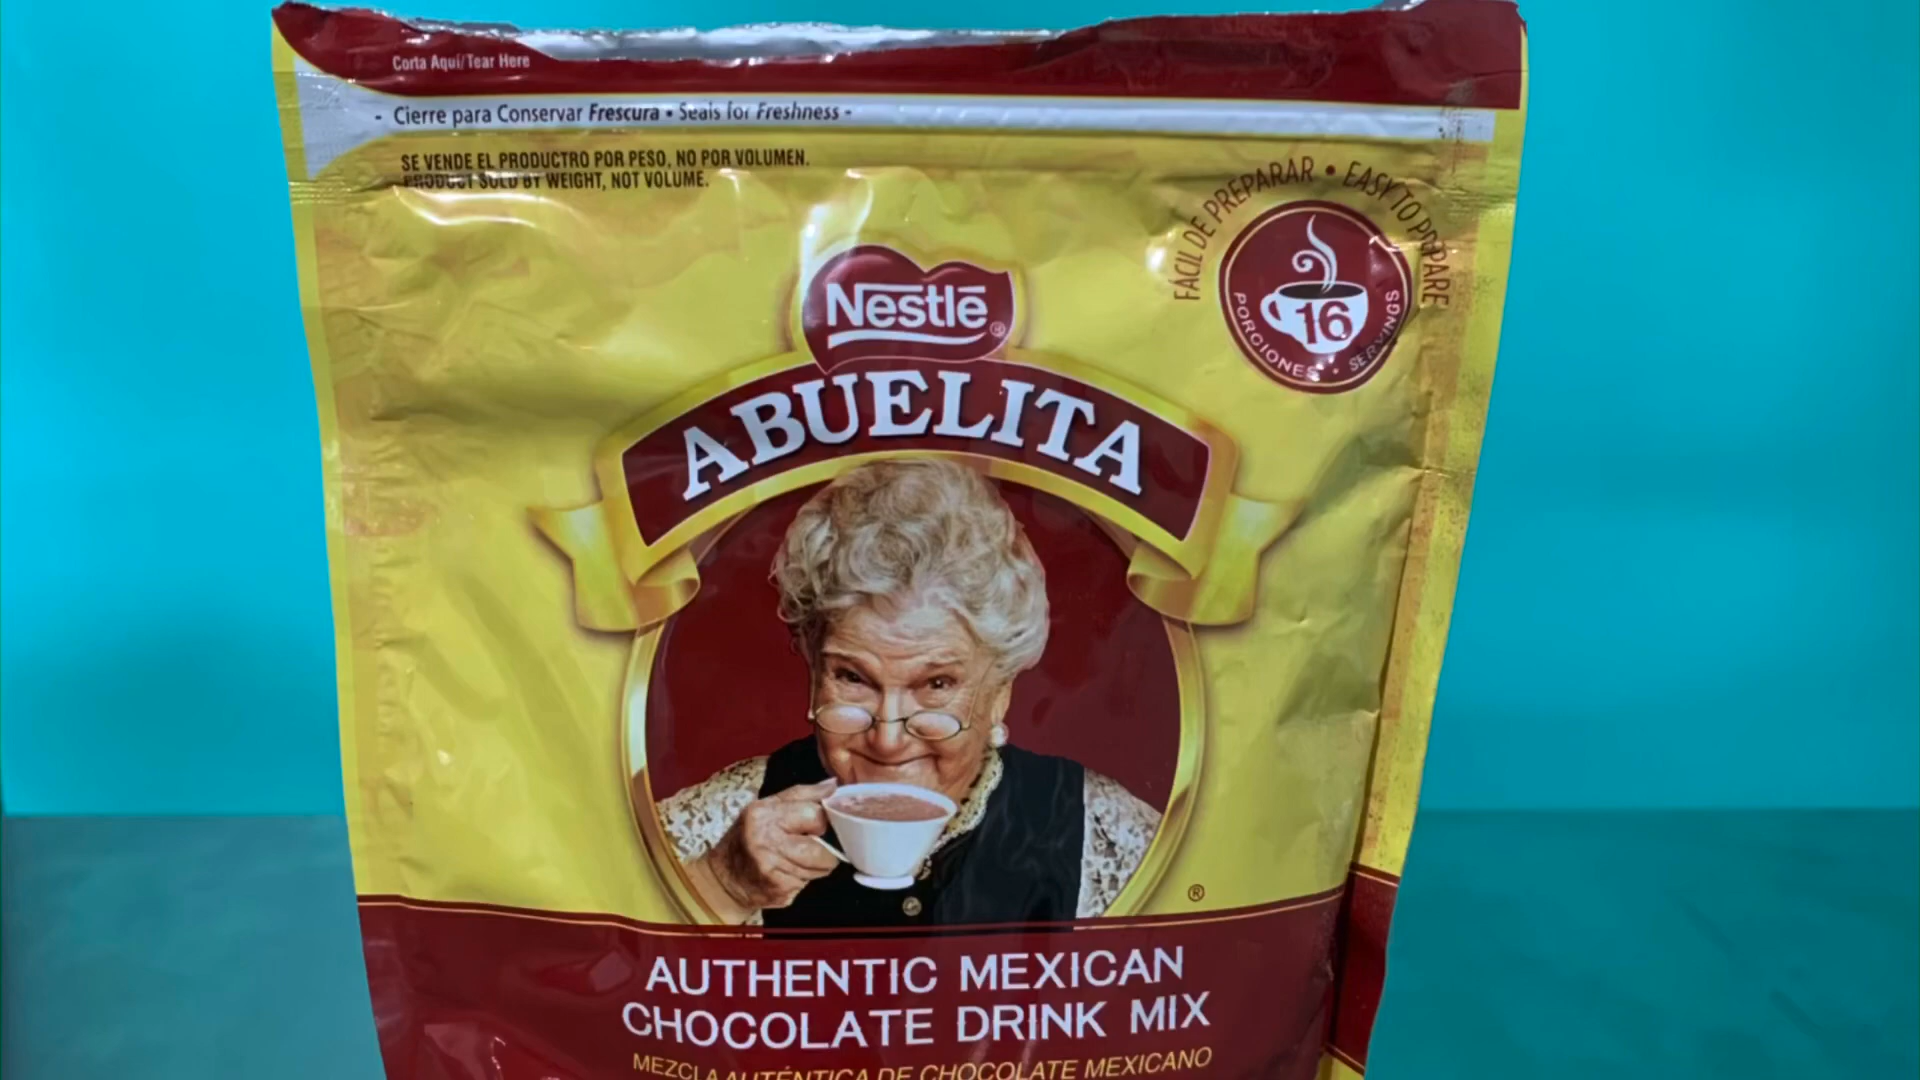 Corta Aquí/Tear Here
- Cierre para Conservar Frescura • Seals for Freshness -
SE VENDE EL PRODUCTRO POR PESO, NO POR VOLUMEN.
PRODUCT SOLD BY WEIGHT, NOT VOLUME.
FÁCIL DE PREPARAR • EASY TO PREPARE
16
PORCIONES • SERVINGS
Nestlé®
ABUELITA
®
AUTHENTIC MEXICAN
CHOCOLATE DRINK MIX
MEZCLA AUTÉNTICA DE CHOCOLATE MEXICANO